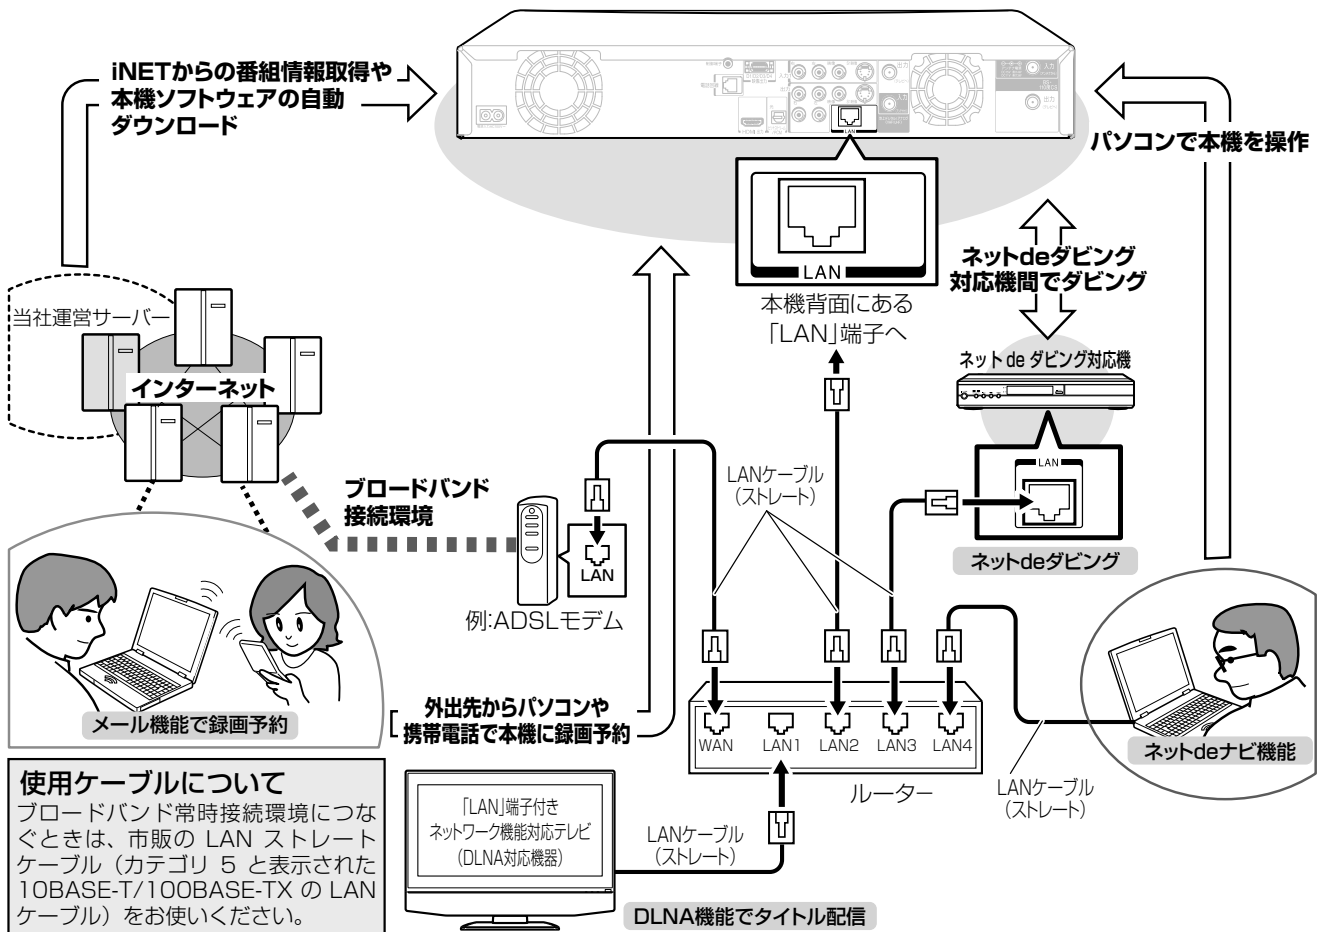 iNETからの番組情報取得や
本機ソフトウェアの自動
ダウンロード
パソコンで本機を操作
LAN
LAN
本機背面にある
「LAN」端子へ
ネットdeダビング
対応機間でダビング
ネット de ダビング対応機
LAN
ネットdeダビング
当社運営サーバー
インターネット
ブロードバンド
接続環境
LAN
例:ADSLモデム
LANケーブル
（ストレート）
メール機能で録画予約
外出先からパソコンや
携帯電話で本機に録画予約
WAN
LAN1
LAN2
LAN3
LAN4
ルーター
LANケーブル
（ストレート）
ネットdeナビ機能
使用ケーブルについて
ブロードバンド常時接続環境につな
ぐときは、市販の LAN ストレート
ケーブル（カテゴリ 5 と表示された
10BASE-T/100BASE-TX の LAN
ケーブル）をお使いください。
「LAN」端子付き
ネットワーク機能対応テレビ
（DLNA対応機器）
LANケーブル
（ストレート）
DLNA機能でタイトル配信